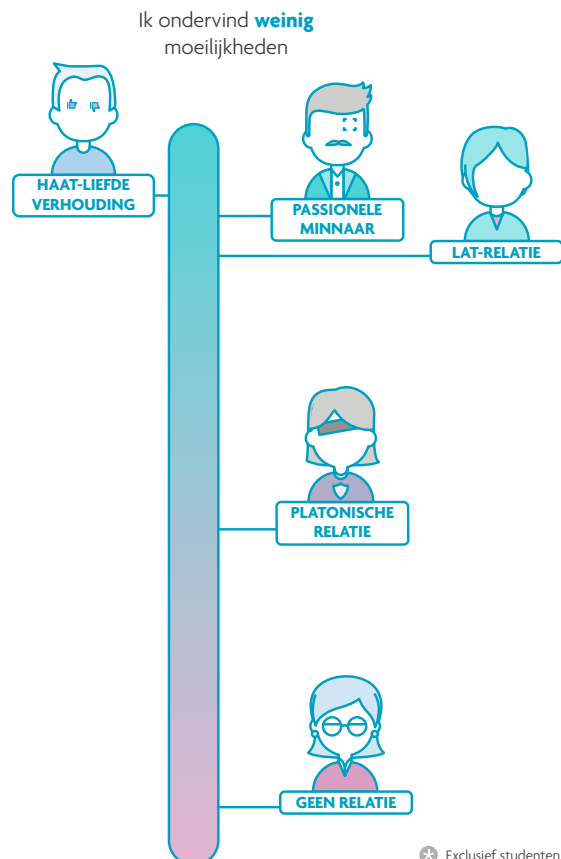 Ik ondervind weinig
moeilijkheden
HAAT-LIEFDE
VERHOUDING
PASSIONELE
MINNAAR
LAT-RELATIE
PLATONISCHE
RELATIE
GEEN RELATIE
* Exclusief studenten